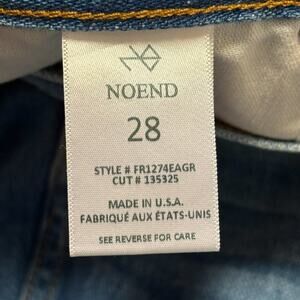 NOEND
28
STYLE # FR1274EAGR
CUT # 135325
MADE IN U.S.A.
FABRIQUÉ AUX ÉTATS-UNIS
SEE REVERSE FOR CARE